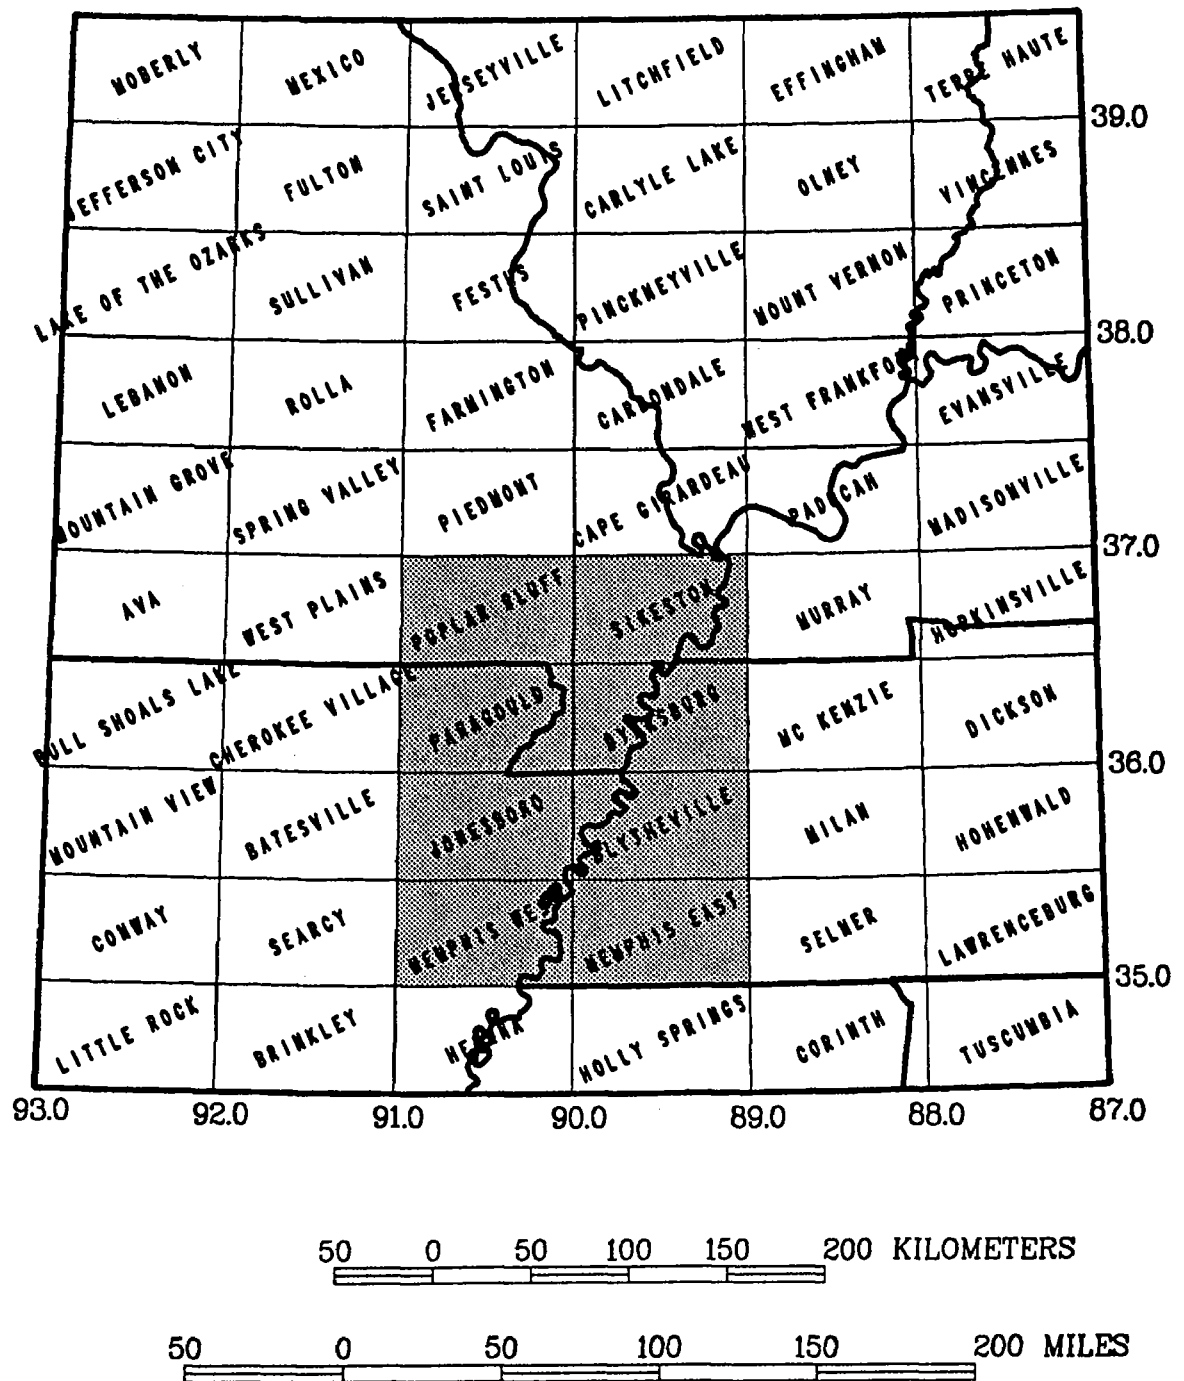 MOBERLY
MEXICO
JERSEYVILLE
LITCHFIELD
EFFINGHAM
TERRE HAUTE
39.0
JEFFERSON CITY
FULTON
SAINT LOUIS
CARLYLE LAKE
OLNEY
VINCENNES
LAKE OF THE OZARKS
SULLIVAN
FESTUS
PINCKNEYVILLE
MOUNT VERNON
PRINCETON
38.0
LEBANON
ROLLA
FARMINGTON
CARBONDALE
WEST FRANKFORT
EVANSVILLE
MOUNTAIN GROVE
SPRING VALLEY
PIEDMONT
CAPE GIRARDEAU
PADUCAH
MADISONVILLE
37.0
AVA
WEST PLAINS
POPLAR BLUFF
SIKESTON
MURRAY
HOPKINSVILLE
BULL SHOALS LAKE
CHEROKEE VILLAGE
PARAGOULD
DYERSBURG
MC KENZIE
DICKSON
36.0
MOUNTAIN VIEW
BATESVILLE
JONESBORO
BLYTHEVILLE
MILAN
HOHENWALD
CONWAY
SEARCY
MEMPHIS WEST
MEMPHIS EAST
SELMER
LAWRENCEBURG
35.0
LITTLE ROCK
BRINKLEY
HELENA
HOLLY SPRINGS
CORINTH
TUSCUMBIA
93.0 92.0 91.0 90.0 89.0 88.0 87.0
50 0 50 100 150 200 KILOMETERS
50 0 50 100 150 200 MILES